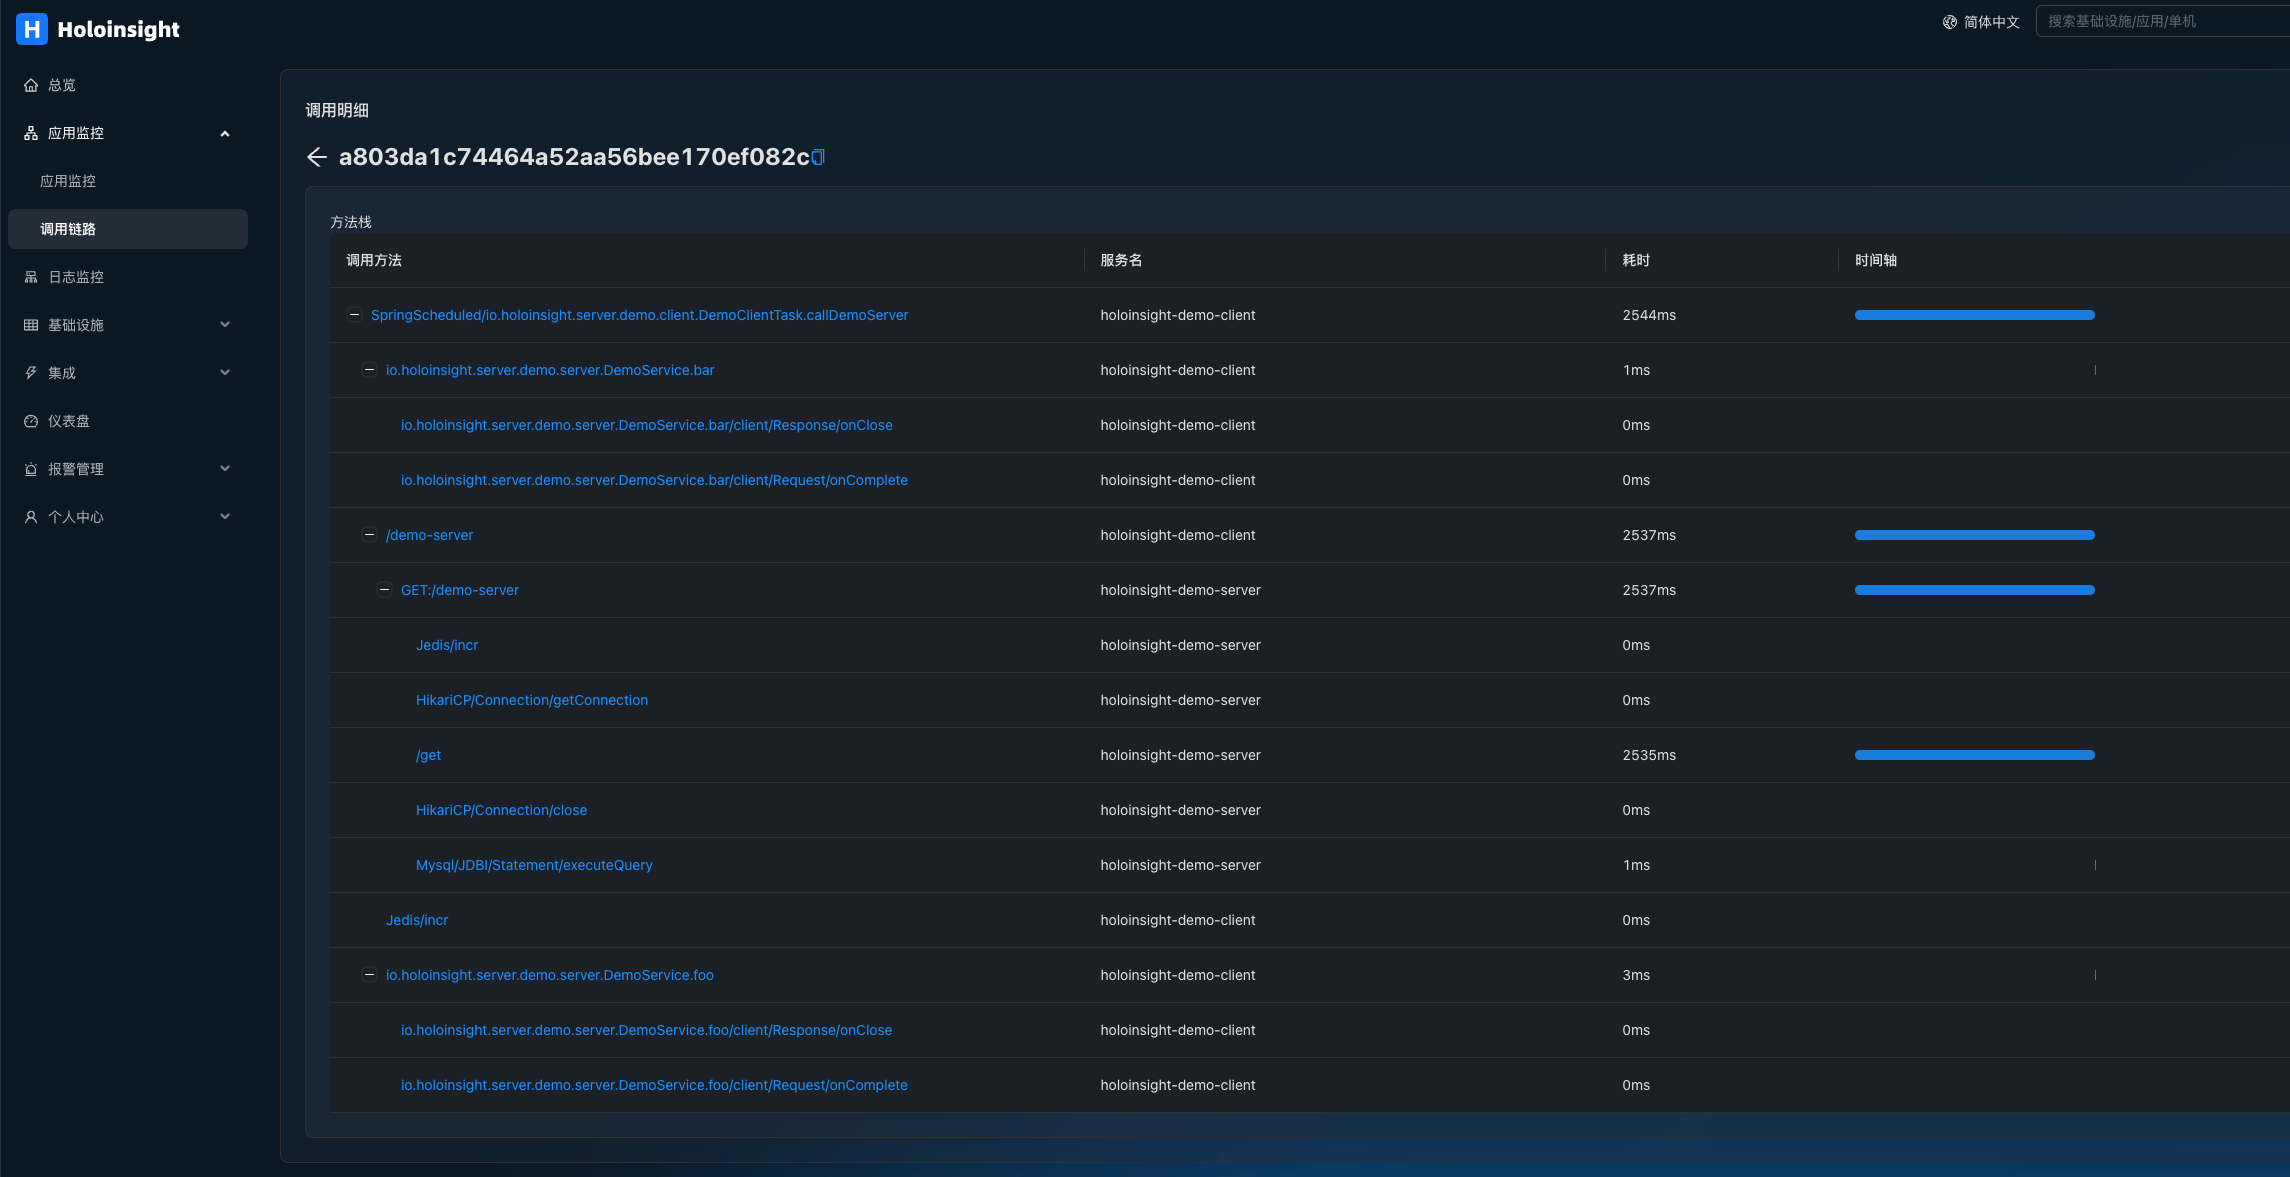 H Holoinsight
简体中文 搜索基础设施/应用/单机
总览
应用监控
应用监控
调用链路
日志监控
基础设施
集成
仪表盘
报警管理
个人中心
调用明细
a803da1c74464a52aa56bee170ef082c
方法栈
调用方法 服务名 耗时 时间轴
SpringScheduled/io.holoinsight.server.demo.client.DemoClientTask.callDemoServer holoinsight-demo-client 2544ms
io.holoinsight.server.demo.server.DemoService.bar holoinsight-demo-client 1ms
io.holoinsight.server.demo.server.DemoService.bar/client/Response/onClose holoinsight-demo-client 0ms
io.holoinsight.server.demo.server.DemoService.bar/client/Request/onComplete holoinsight-demo-client 0ms
/demo-server holoinsight-demo-client 2537ms
GET:/demo-server holoinsight-demo-server 2537ms
Jedis/incr holoinsight-demo-server 0ms
HikariCP/Connection/getConnection holoinsight-demo-server 0ms
/get holoinsight-demo-server 2535ms
HikariCP/Connection/close holoinsight-demo-server 0ms
Mysql/JDBI/Statement/executeQuery holoinsight-demo-server 1ms
Jedis/incr holoinsight-demo-client 0ms
io.holoinsight.server.demo.server.DemoService.foo holoinsight-demo-client 3ms
io.holoinsight.server.demo.server.DemoService.foo/client/Response/onClose holoinsight-demo-client 0ms
io.holoinsight.server.demo.server.DemoService.foo/client/Request/onComplete holoinsight-demo-client 0ms